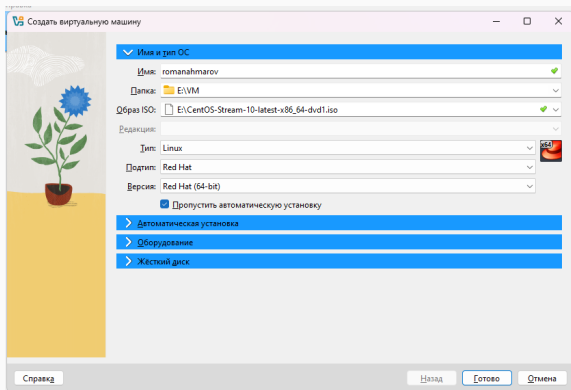 Создать виртуальную машину
Имя и тип ОС
Имя: romanahmarov
Папка: E:\VM
Образ ISO: E:\CentOS-Stream-10-latest-x86_64-dvd1.iso
Редакция:
Тип: Linux
x64
Подтип: Red Hat
Версия: Red Hat (64-bit)
Пропустить автоматическую установку
Автоматическая установка
Оборудование
Жёсткий диск
Справка Назад Готово Отмена